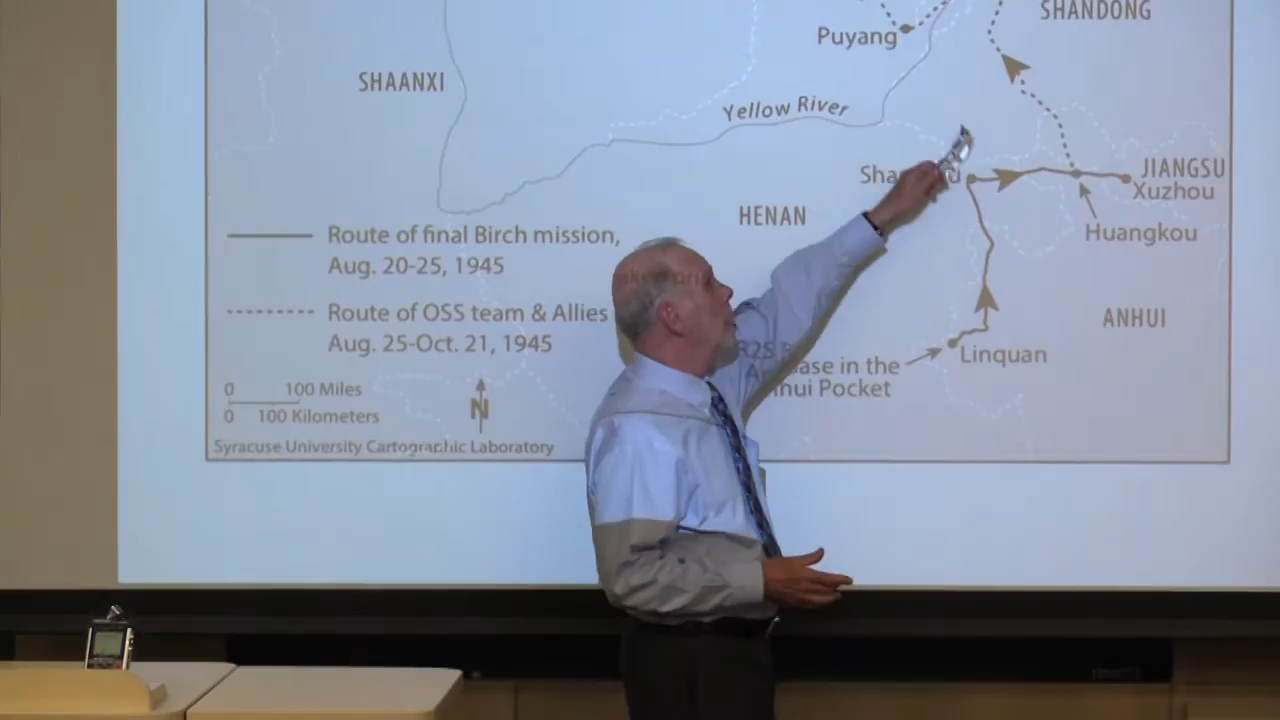 SHANDONG
Puyang
SHAANXI
Yellow River
JIANGSU
Xuzhou
HENAN
Huangkou
Route of final Birch mission,
Aug. 20-25, 1945
Route of OSS team & Allies
Aug. 25-Oct. 21, 1945
ANHUI
Linquan
ase in the
hui Pocket
0 100 Miles
0 100 Kilometers
N
Syracuse University Cartographic Laboratory